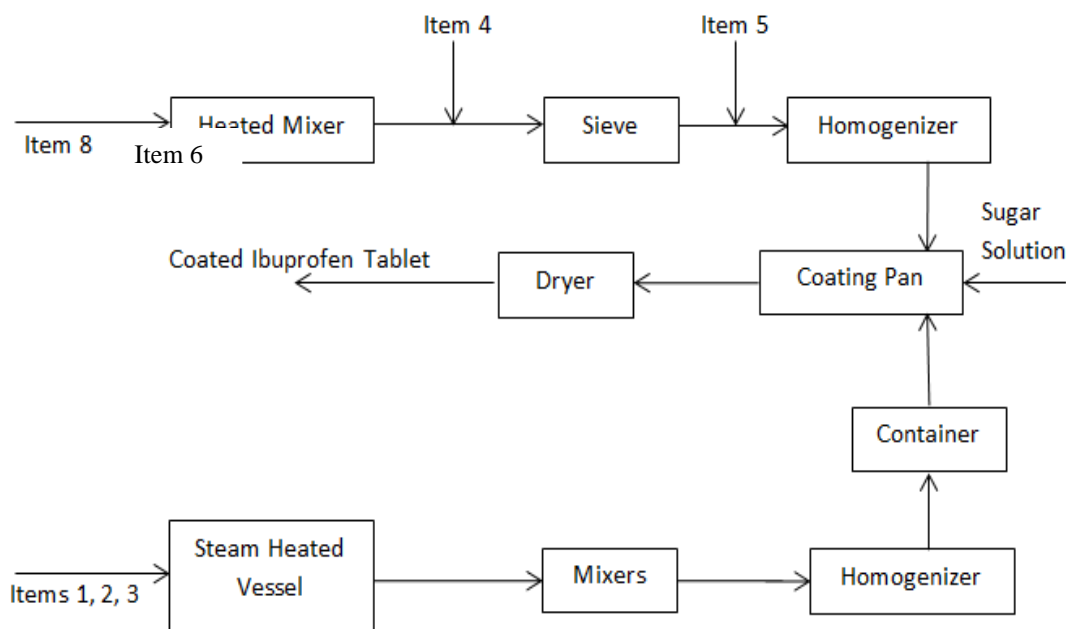 Item 4
Item 5
Heated Mixer
Sieve
Homogenizer
Item 8
Item 6
Sugar
Solution
Coated Ibuprofen Tablet
Dryer
Coating Pan
Container
Steam Heated
Vessel
Mixers
Homogenizer
Items 1, 2, 3